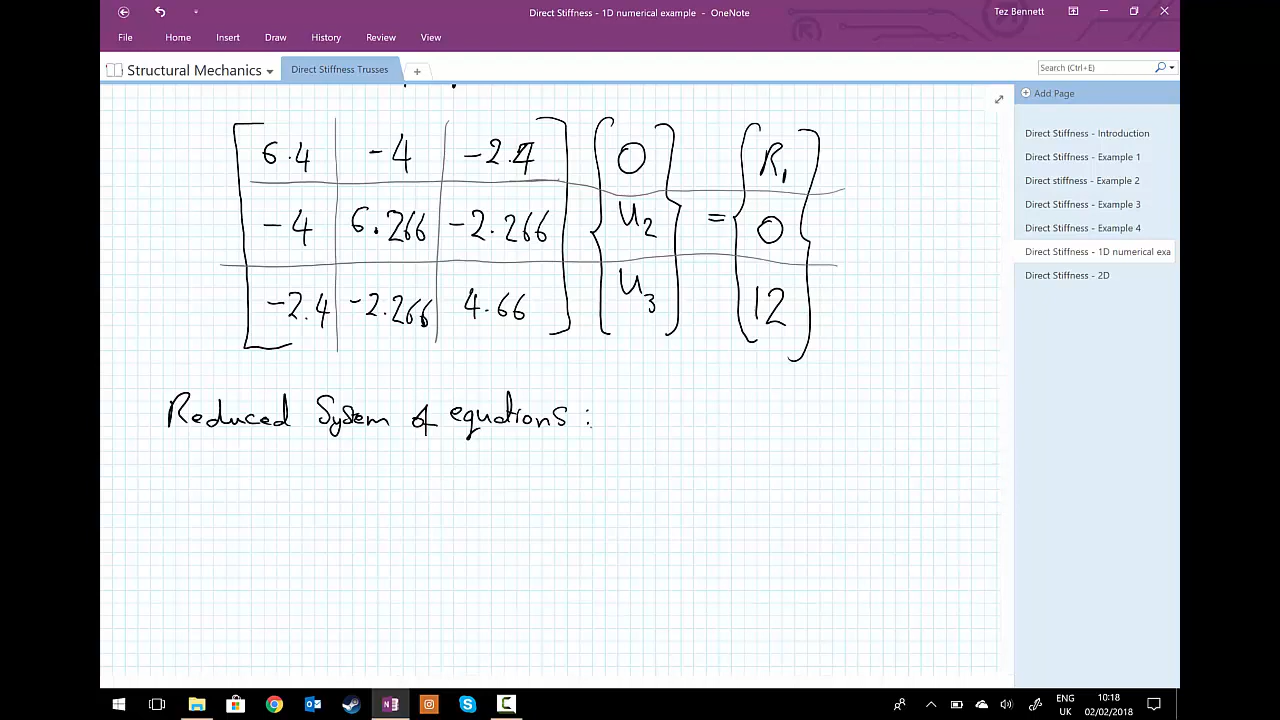 Direct Stiffness - 1D numerical example - OneNote
Tez Bennett
File Home Insert Draw History Review View
Structural Mechanics
Direct Stiffness Trusses
+
Search (Ctrl+E)
Add Page
Direct Stiffness - Introduction
Direct Stiffness - Example 1
Direct stiffness - Example 2
Direct Stiffness - Example 3
Direct Stiffness - Example 4
Direct Stiffness - 1D numerical exa
Direct Stiffness - 2D
6.4 -4 -2.4 0 R1
-4 6.266 -2.266 u2 = 0
-2.4 -2.266 4.66 u3 12
Reduced System of equations :
ENG
UK
10:18
02/02/2018